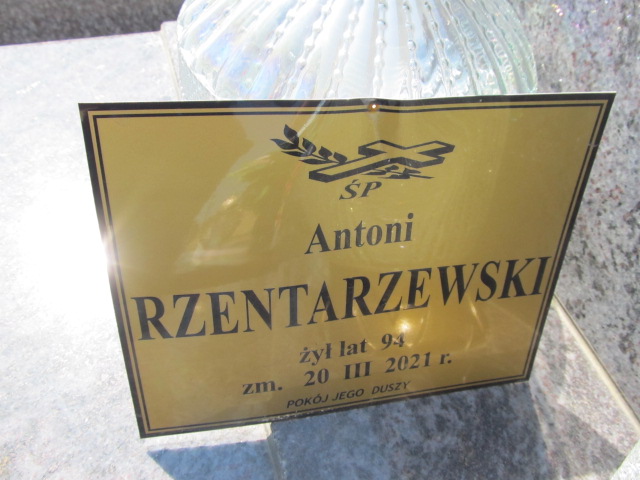 ŚP
Antoni
RZENTARZEWSKI
żył lat 94
zm. 20 III 2021 r.
POKÓJ JEGO DUSZY